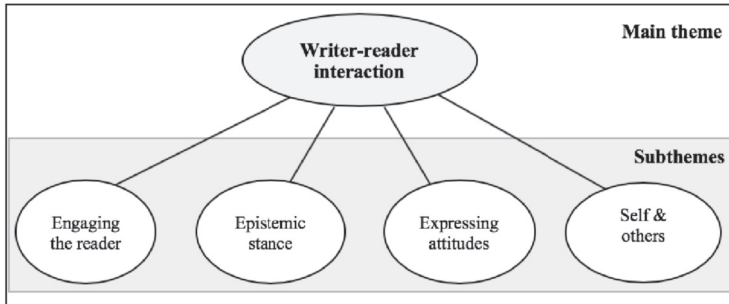 Main theme
Writer-reader
interaction
Subthemes
Engaging
the reader
Epistemic
stance
Expressing
attitudes
Self &
others